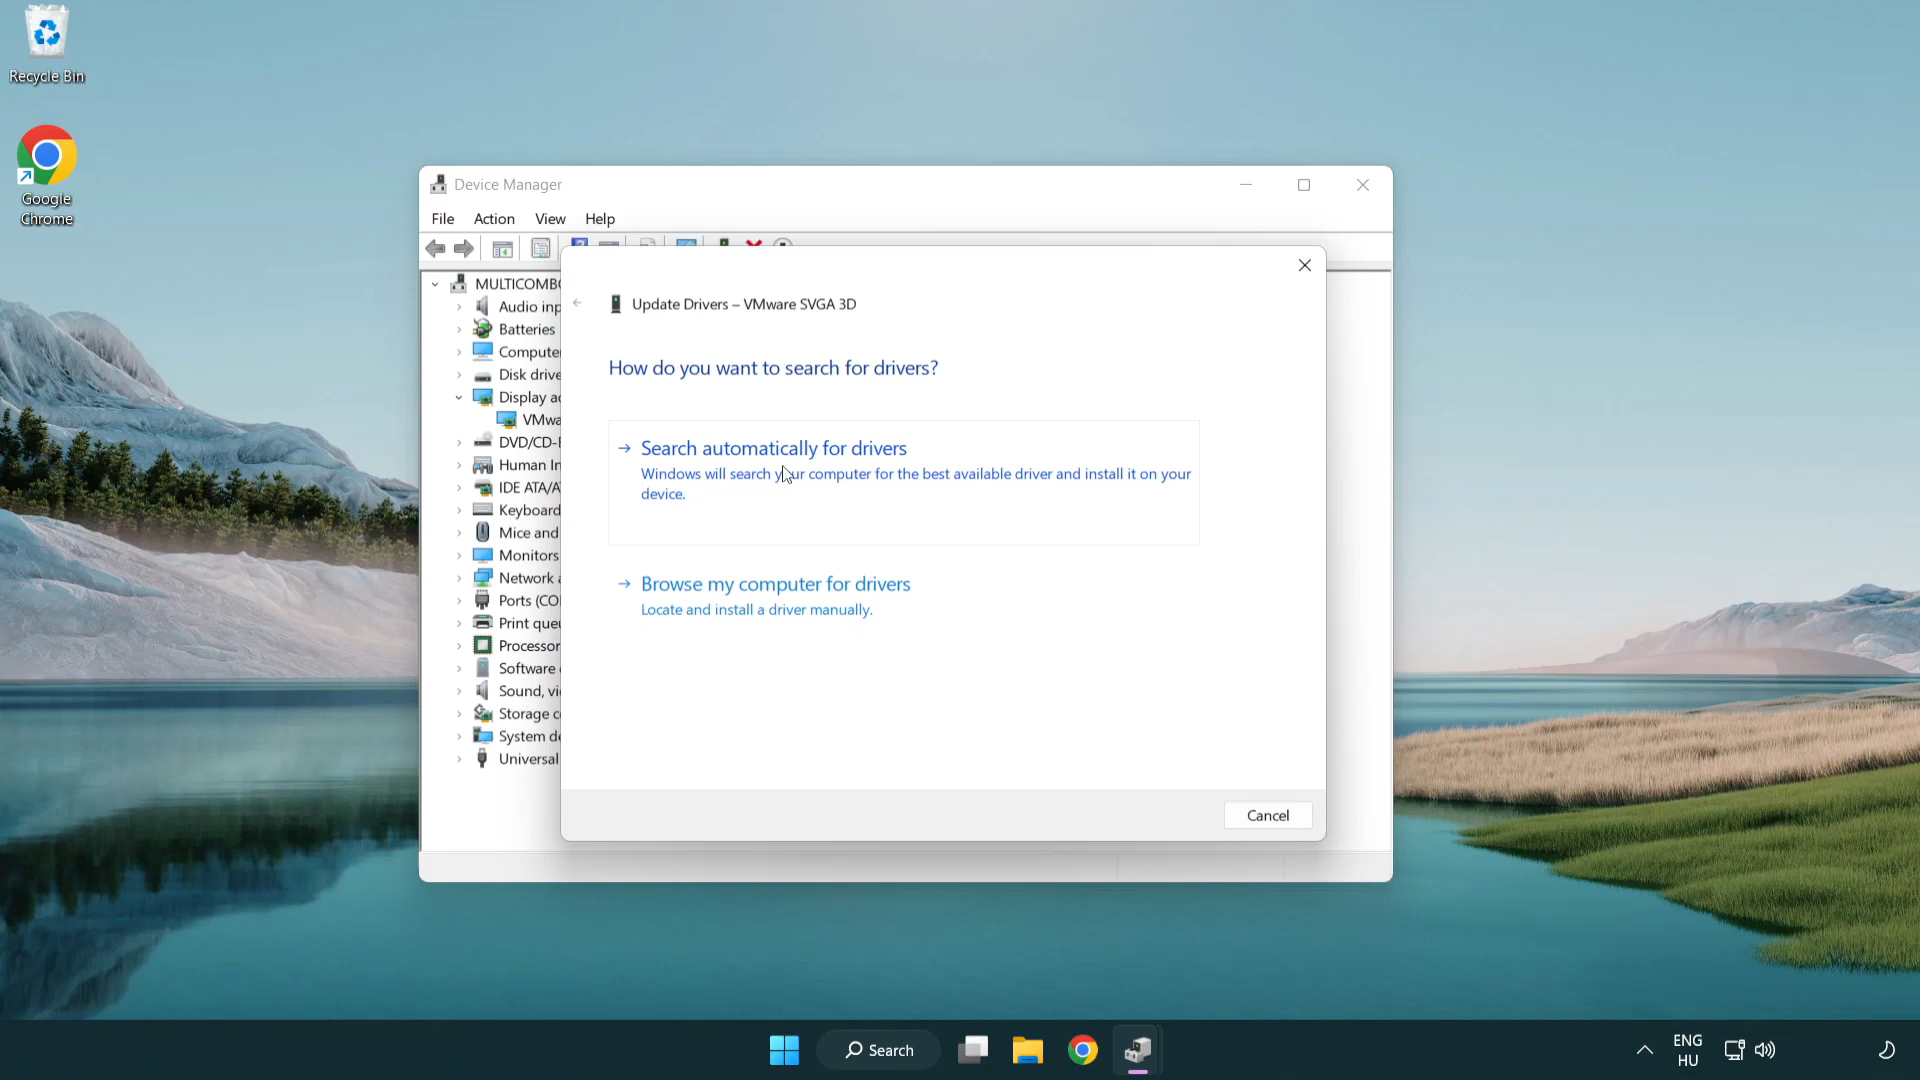 Recycle Bin
Google
Chrome
Device Manager
File Action View Help
MULTICOMBO
Audio inp
Batteries
Computer
Disk drive
Display ad
VMwa
DVD/CD-R
Human In
IDE ATA/AT
Keyboard
Mice and
Monitors
Network a
Ports (CO
Print queu
Processor
Software
Sound, vi
Storage c
System de
Universal
Update Drivers – VMware SVGA 3D
How do you want to search for drivers?
Search automatically for drivers
Windows will search your computer for the best available driver and install it on your
device.
Browse my computer for drivers
Locate and install a driver manually.
Cancel
Search
ENG
HU